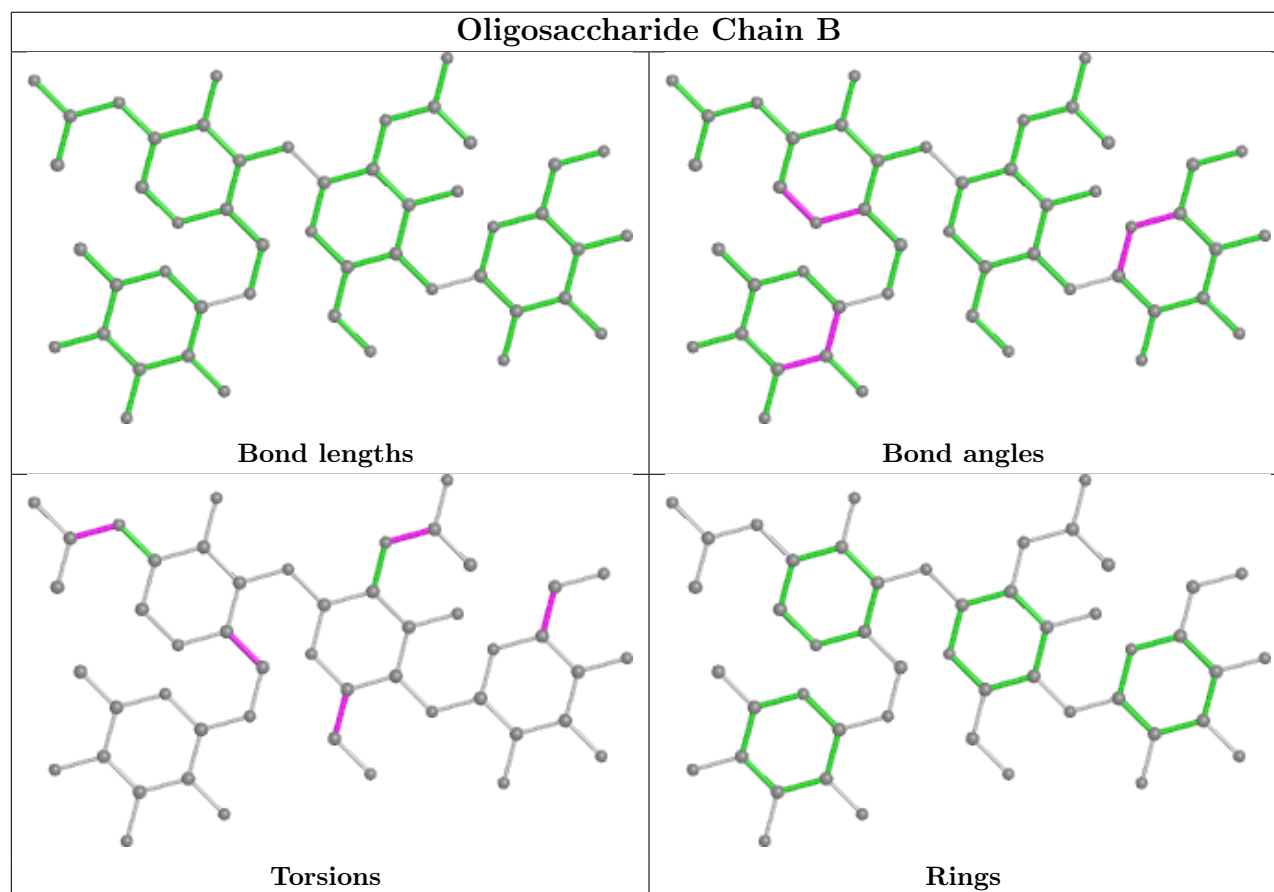 Oligosaccharide Chain B
Bond lengths
Bond angles
Torsions
Rings